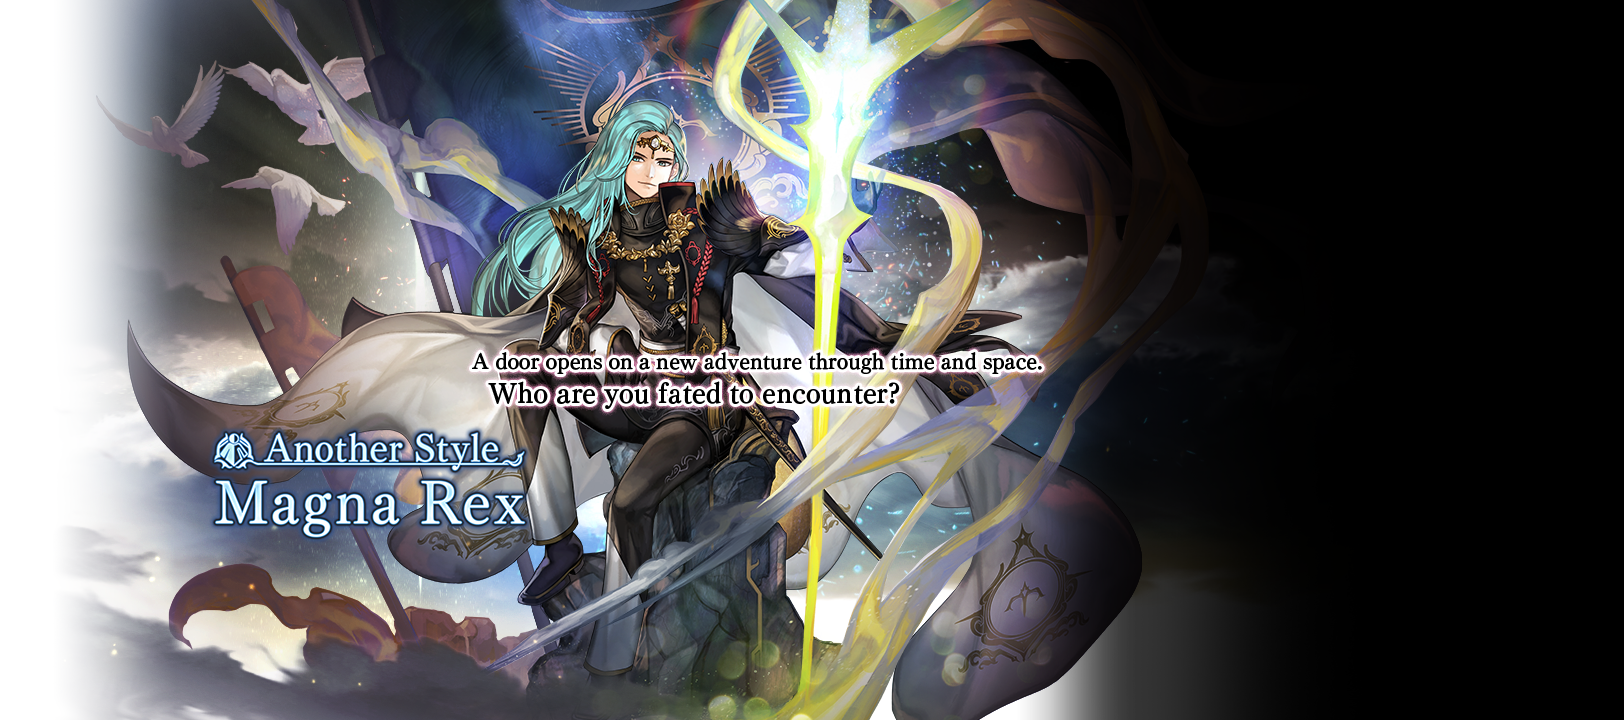 A door opens on a new adventure through time and space.
Who are you fated to encounter?
Another Style
Magna Rex